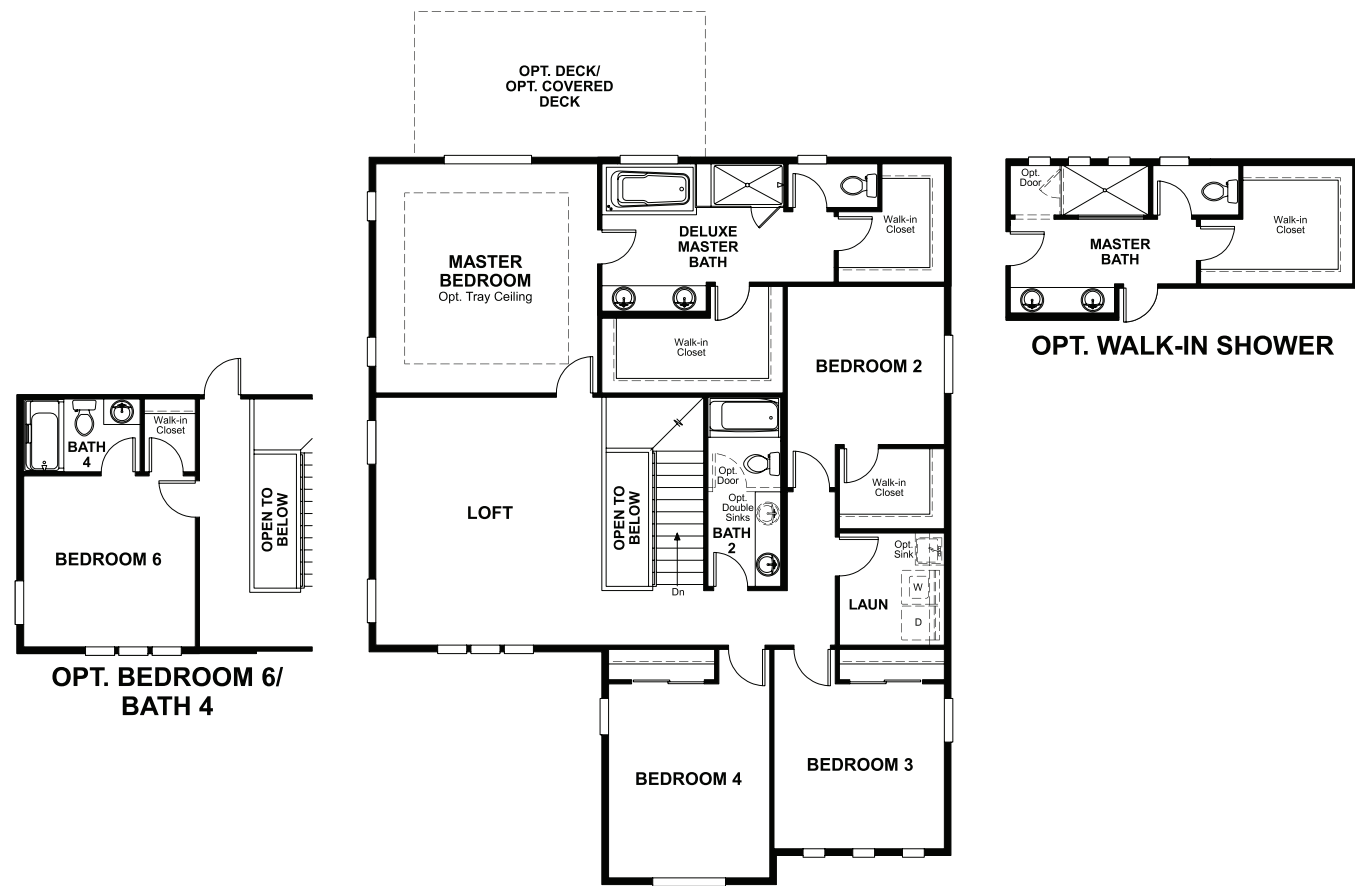 OPT. DECK/
OPT. COVERED
DECK
MASTER
BEDROOM
Opt. Tray Ceiling
DELUXE
MASTER
BATH
Walk-in
Closet
Walk-in
Closet
BEDROOM 2
Walk-in
Closet
LOFT
OPEN TO
BELOW
Dn
Opt.
Door
Opt.
Double
Sinks
BATH
2
Opt.
Sink
LAUN
W
D
BEDROOM 4
BEDROOM 3
BATH
4
Walk-in
Closet
BEDROOM 6
OPEN TO
BELOW
OPT. BEDROOM 6/
BATH 4
Opt.
Door
MASTER
BATH
Walk-in
Closet
OPT. WALK-IN SHOWER